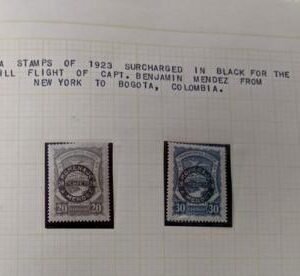 A STAMPS OF 1923 SURCHARGED IN BLACK FOR THE
ILL FLIGHT OF CAPT. BENJAMIN MENDEZ FROM
NEW YORK TO BOGOTA, COLOMBIA.
20 20
30 30